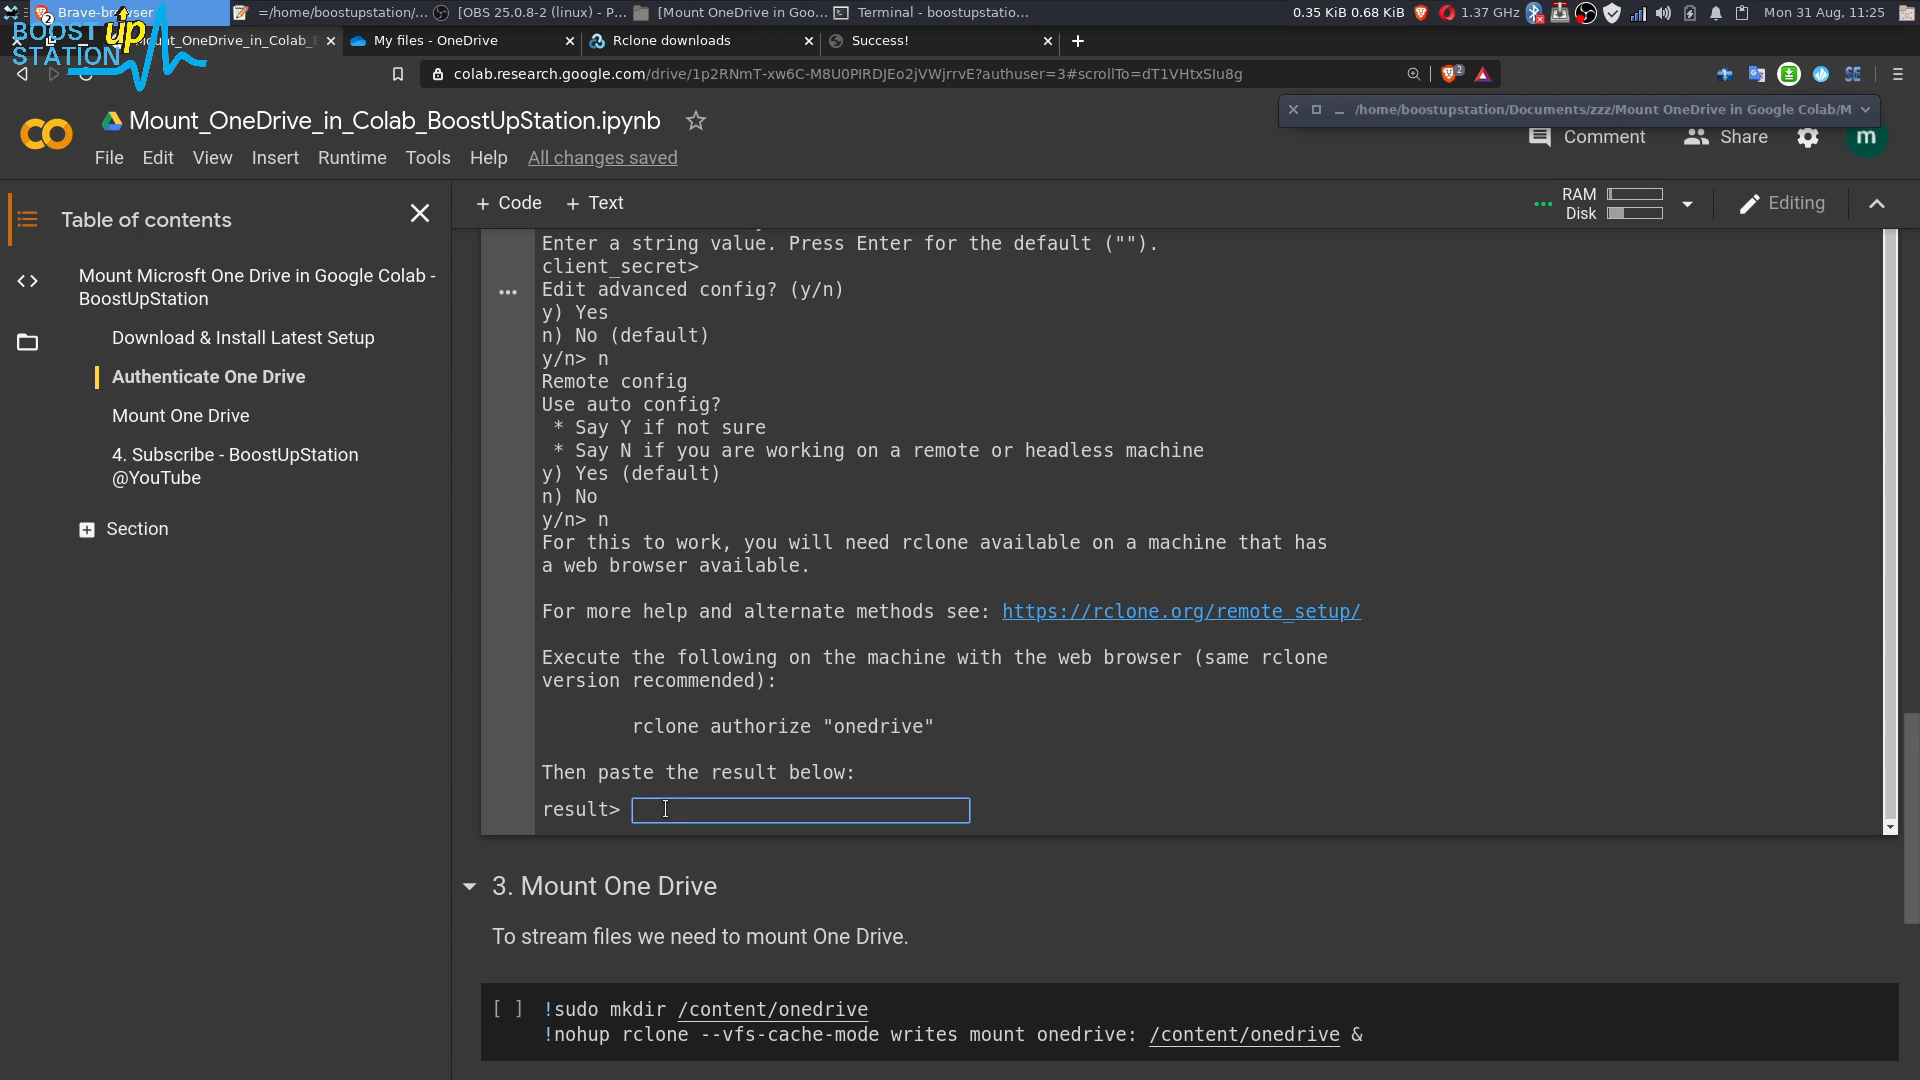 Brave-browser
=/home/boostupstation/...
[OBS 25.0.8-2 (linux) - P...
[Mount OneDrive in Goo...
Terminal - boostupstatio...
0.35 KiB 0.68 KiB
1.37 GHz
Mon 31 Aug, 11:25
2
BOOST up
STATION
ount_OneDrive_in_Colab_
My files - OneDrive
Rclone downloads
Success!
colab.research.google.com/drive/1p2RNmT-xw6C-M8U0PIRDJEo2jVWjrrvE?authuser=3#scrollTo=dT1VHtxSIu8g
2
/home/boostupstation/Documents/zzz/Mount OneDrive in Google Colab/M
Mount_OneDrive_in_Colab_BoostUpStation.ipynb
File Edit View Insert Runtime Tools Help All changes saved
Comment
Share
m
Table of contents
Mount Microsft One Drive in Google Colab -
BoostUpStation
Download & Install Latest Setup
Authenticate One Drive
Mount One Drive
4. Subscribe - BoostUpStation
@YouTube
Section
+ Code + Text
RAM
Disk
Editing
Enter a string value. Press Enter for the default ("").
client_secret>
Edit advanced config? (y/n)
y) Yes
n) No (default)
y/n> n
Remote config
Use auto config?
* Say Y if not sure
* Say N if you are working on a remote or headless machine
y) Yes (default)
n) No
y/n> n
For this to work, you will need rclone available on a machine that has
a web browser available.
For more help and alternate methods see: https://rclone.org/remote_setup/
Execute the following on the machine with the web browser (same rclone
version recommended):
rclone authorize "onedrive"
Then paste the result below:
result>
3. Mount One Drive
To stream files we need to mount One Drive.
[ ] !sudo mkdir /content/onedrive
!nohup rclone --vfs-cache-mode writes mount onedrive: /content/onedrive &